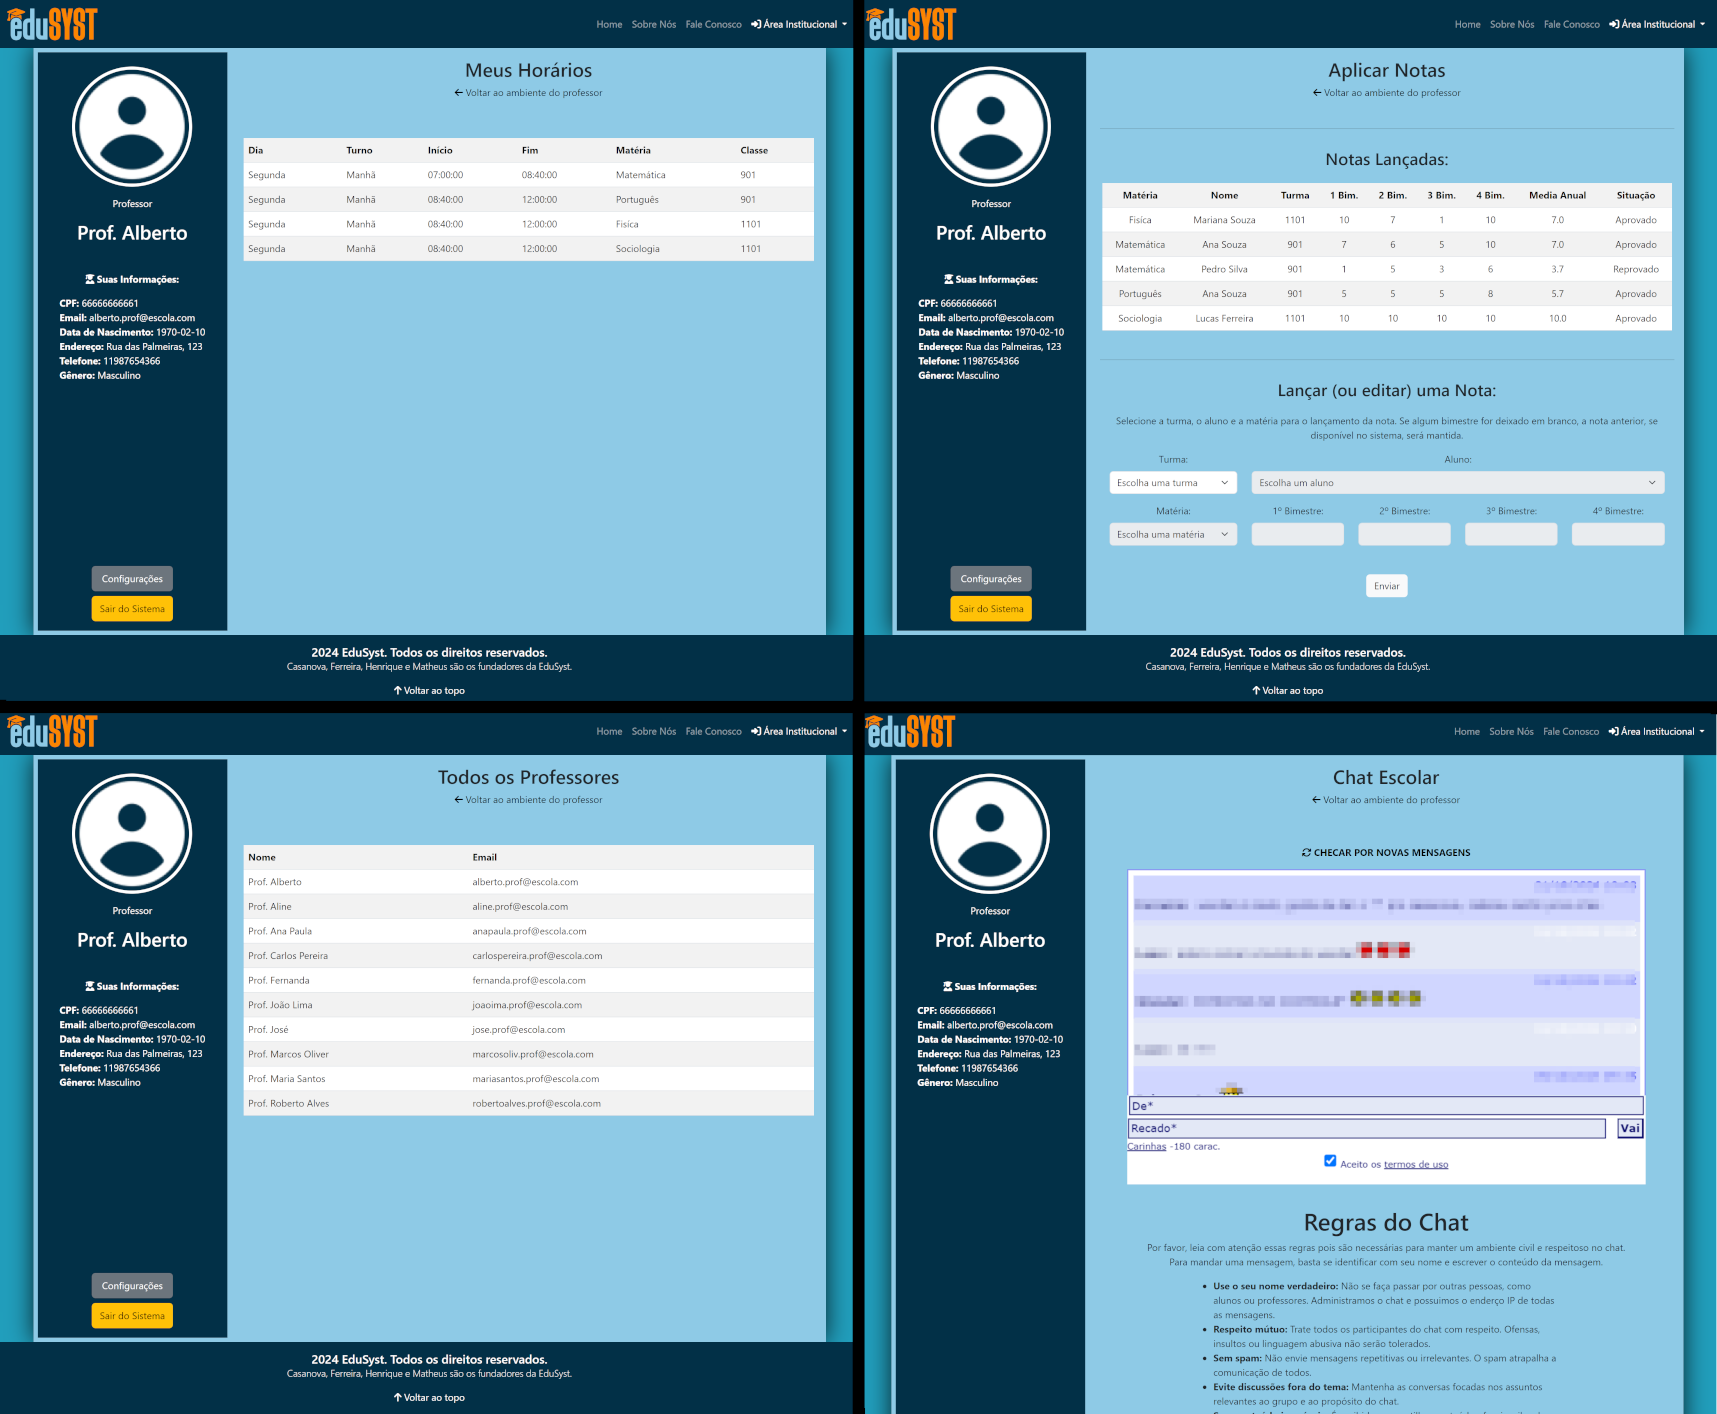 eduSYST
Home Sobre Nós Fale Conosco Área Institucional
Professor
Prof. Alberto
Suas Informações:
CPF: 66666666661
Email: alberto.prof@escola.com
Data de Nascimento: 1970-02-10
Endereço: Rua das Palmeiras, 123
Telefone: 11987654366
Gênero: Masculino
Configurações
Sair do Sistema
Meus Horários
Voltar ao ambiente do professor
Dia Turno Início Fim Matéria Classe
Segunda Manhã 07:00:00 08:40:00 Matemática 901
Segunda Manhã 08:40:00 12:00:00 Português 901
Segunda Manhã 08:40:00 12:00:00 Fisíca 1101
Segunda Manhã 08:40:00 12:00:00 Sociologia 1101
2024 EduSyst. Todos os direitos reservados.
Casanova, Ferreira, Henrique e Matheus são os fundadores da EduSyst.
Voltar ao topo
eduSYST
Home Sobre Nós Fale Conosco Área Institucional
Professor
Prof. Alberto
Suas Informações:
CPF: 66666666661
Email: alberto.prof@escola.com
Data de Nascimento: 1970-02-10
Endereço: Rua das Palmeiras, 123
Telefone: 11987654366
Gênero: Masculino
Configurações
Sair do Sistema
Aplicar Notas
Voltar ao ambiente do professor
Notas Lançadas:
Matéria Nome Turma 1 Bim. 2 Bim. 3 Bim. 4 Bim. Media Anual Situação
Fisíca Mariana Souza 1101 10 7 1 10 7.0 Aprovado
Matemática Ana Souza 901 7 6 5 10 7.0 Aprovado
Matemática Pedro Silva 901 1 5 3 6 3.7 Reprovado
Português Ana Souza 901 5 5 5 8 5.7 Aprovado
Sociologia Lucas Ferreira 1101 10 10 10 10 10.0 Aprovado
Lançar (ou editar) uma Nota:
Selecione a turma, o aluno e a matéria para o lançamento da nota. Se algum bimestre for deixado em branco, a nota anterior, se
disponível no sistema, será mantida.
Turma: Aluno:
Escolha uma turma Escolha um aluno
Matéria: 1º Bimestre: 2º Bimestre: 3º Bimestre: 4º Bimestre:
Escolha uma matéria
Enviar
2024 EduSyst. Todos os direitos reservados.
Casanova, Ferreira, Henrique e Matheus são os fundadores da EduSyst.
Voltar ao topo
eduSYST
Home Sobre Nós Fale Conosco Área Institucional
Professor
Prof. Alberto
Suas Informações:
CPF: 66666666661
Email: alberto.prof@escola.com
Data de Nascimento: 1970-02-10
Endereço: Rua das Palmeiras, 123
Telefone: 11987654366
Gênero: Masculino
Configurações
Sair do Sistema
Todos os Professores
Voltar ao ambiente do professor
Nome Email
Prof. Alberto alberto.prof@escola.com
Prof. Aline aline.prof@escola.com
Prof. Ana Paula anapaula.prof@escola.com
Prof. Carlos Pereira carlospereira.prof@escola.com
Prof. Fernanda fernanda.prof@escola.com
Prof. João Lima joaoima.prof@escola.com
Prof. José jose.prof@escola.com
Prof. Marcos Oliver marcosoliv.prof@escola.com
Prof. Maria Santos mariasantos.prof@escola.com
Prof. Roberto Alves robertoalves.prof@escola.com
2024 EduSyst. Todos os direitos reservados.
Casanova, Ferreira, Henrique e Matheus são os fundadores da EduSyst.
Voltar ao topo
eduSYST
Home Sobre Nós Fale Conosco Área Institucional
Professor
Prof. Alberto
Suas Informações:
CPF: 66666666661
Email: alberto.prof@escola.com
Data de Nascimento: 1970-02-10
Endereço: Rua das Palmeiras, 123
Telefone: 11987654366
Gênero: Masculino
Chat Escolar
Voltar ao ambiente do professor
CHECAR POR NOVAS MENSAGENS
De*
Recado* Vai
Carinhas -180 carac.
Aceito os termos de uso
Regras do Chat
Por favor, leia com atenção essas regras pois são necessárias para manter um ambiente civil e respeitoso no chat.
Para mandar uma mensagem, basta se identificar com seu nome e escrever o conteúdo da mensagem.
• Use o seu nome verdadeiro: Não se faça passar por outras pessoas, como
alunos ou professores. Administramos o chat e possuimos o enderço IP de todas
as mensagens.
• Respeito mútuo: Trate todos os participantes do chat com respeito. Ofensas,
insultos ou linguagem abusiva não serão tolerados.
• Sem spam: Não envie mensagens repetitivas ou irrelevantes. O spam atrapalha a
comunicação de todos.
• Evite discussões fora do tema: Mantenha as conversas focadas nos assuntos
relevantes ao grupo e ao propósito do chat.